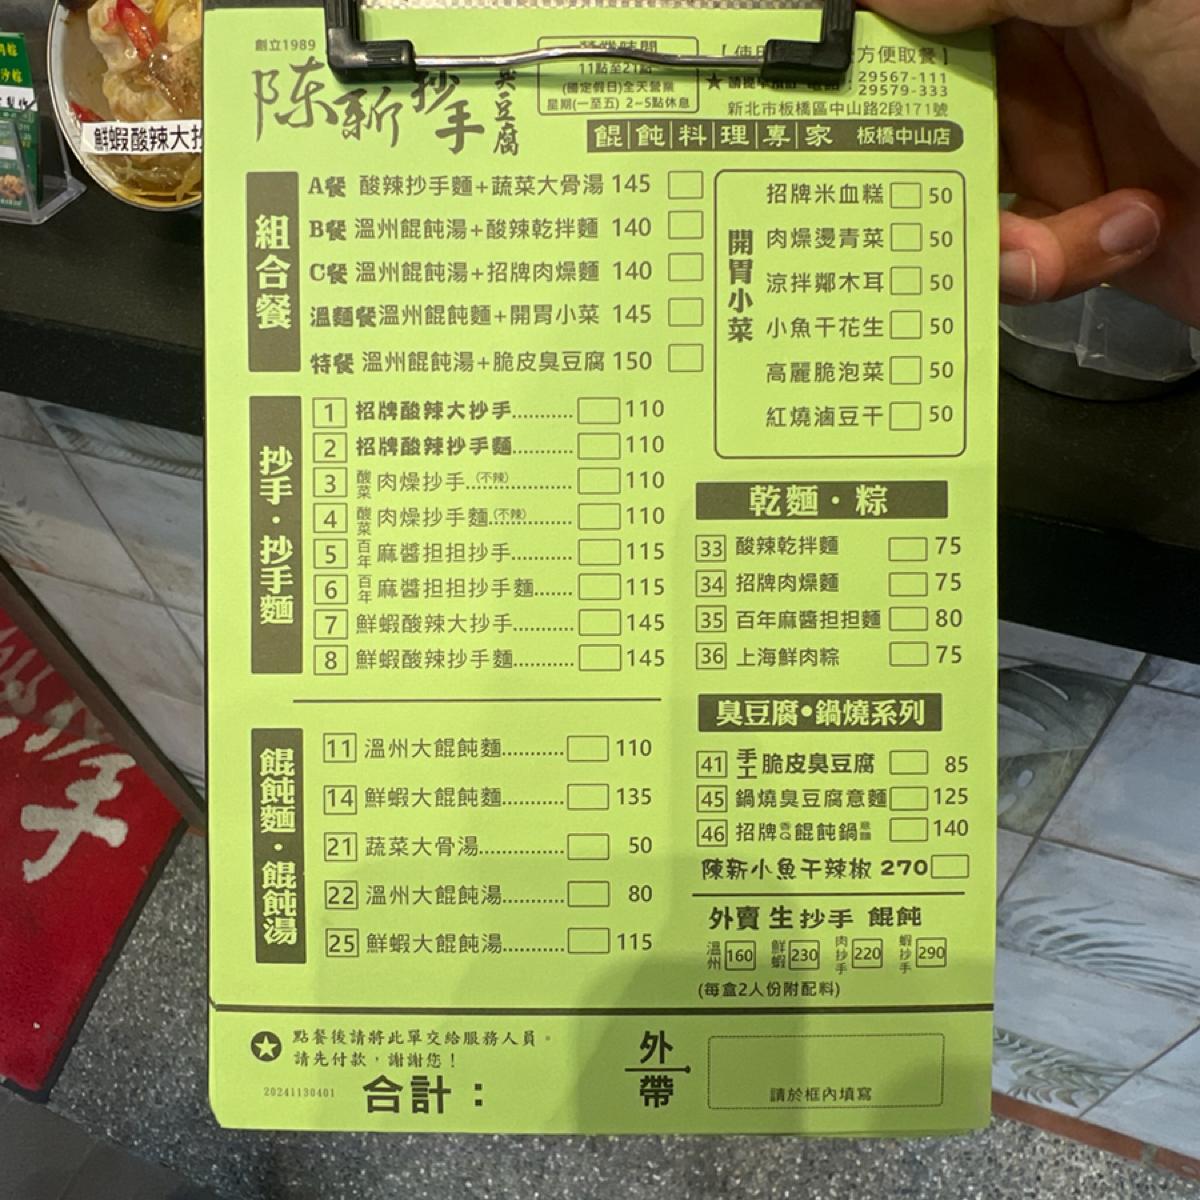 創立1989
陳新抄手與臭豆腐
營業時間
11點至21點
(國定假日)全天營業
星期(一至五) 2~5點休息
方便取餐】
29567-111
29579-333
新北市板橋區中山路2段171號
餛飩料理專家 板橋中山店
鮮蝦酸辣大抄
組合餐
A餐 酸辣抄手麵+蔬菜大骨湯 145
B餐 溫州餛飩湯+酸辣乾拌麵 140
C餐 溫州餛飩湯+招牌肉燥麵 140
溫麵餐 溫州餛飩麵+開胃小菜 145
特餐 溫州餛飩湯+脆皮臭豆腐 150
開胃小菜
招牌米血糕 50
肉燥燙青菜 50
涼拌鄰木耳 50
小魚干花生 50
高麗脆泡菜 50
紅燒滷豆干 50
抄手・抄手麵
1 招牌酸辣大抄手 110
2 招牌酸辣抄手麵 110
3 酸菜肉燥抄手(不辣) 110
4 酸菜肉燥抄手麵(不辣) 110
5 百年麻醬担担抄手 115
6 百年麻醬担担抄手麵 115
7 鮮蝦酸辣大抄手 145
8 鮮蝦酸辣抄手麵 145
乾麵・粽
33 酸辣乾拌麵 75
34 招牌肉燥麵 75
35 百年麻醬担担麵 80
36 上海鮮肉粽 75
餛飩麵・餛飩湯
11 溫州大餛飩麵 110
14 鮮蝦大餛飩麵 135
21 蔬菜大骨湯 50
22 溫州大餛飩湯 80
25 鮮蝦大餛飩湯 115
臭豆腐•鍋燒系列
41 手工脆皮臭豆腐 85
45 鍋燒臭豆腐意麵 125
46 招牌香Q餛飩鍋意麵 140
陳新小魚干辣椒 270
外賣 生抄手 餛飩
溫州 160 鮮蝦 230 肉抄手 220 蝦抄手 290
(每盒2人份附配料)
點餐後請將此單交給服務人員。
請先付款，謝謝您！
20241130401
合計：
外帶
請於框內填寫